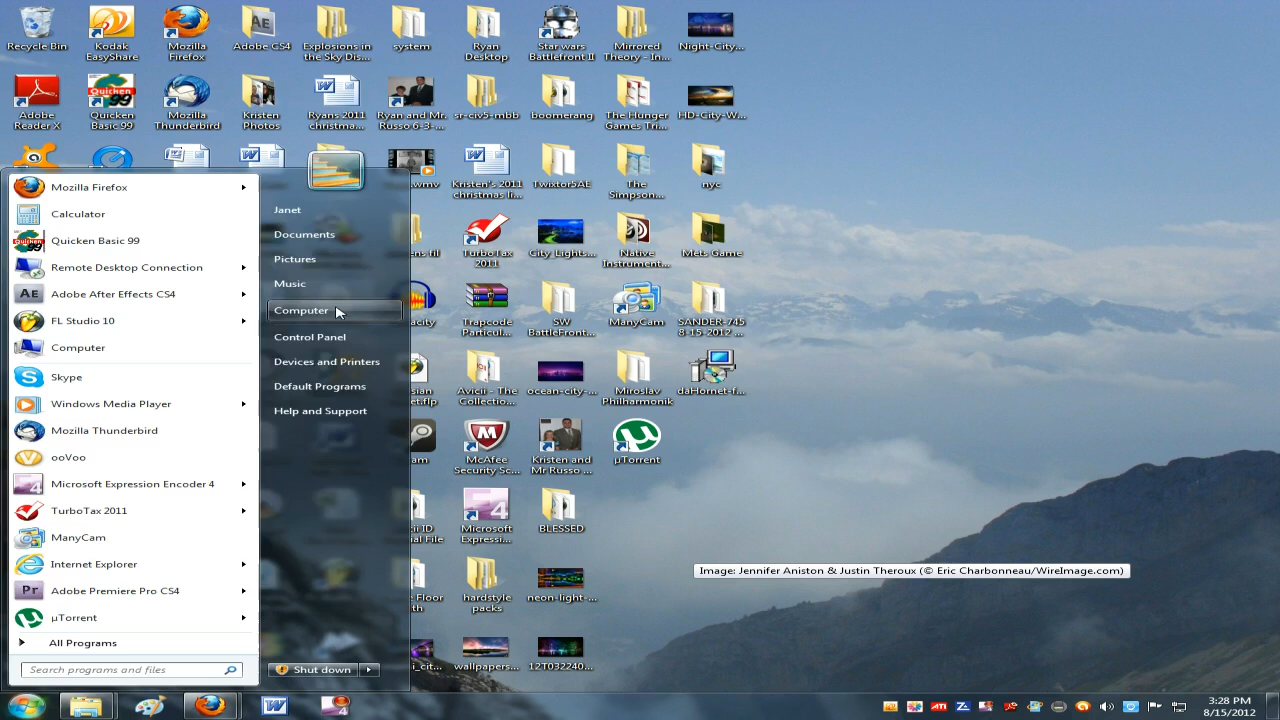 Recycle Bin
Kodak
EasyShare
Mozilla
Firefox
Adobe CS4
Explosions in
the Sky Dis...
system
Ryan
Desktop
Star wars
Battlefront II
Mirrored
Theory - In...
Night-City...
Adobe
Reader X
Quicken
Basic 99
Mozilla
Thunderbird
Kristen
Photos
Ryans 2011
christma...
Ryan and Mr.
Russo 6-3-...
sr-civ5-mbb
boomerang
The Hunger
Games Tri...
HD-City-W...
.wmv
Kristen's 2011
christmas li...
Twixtor5AE
The
Simpson...
nyc
TurboTax
2011
City_Lights...
Native
Instrument...
Mets Game
Trapcode
Particul...
SW
BattleFront...
ManyCam
SANDER-745
8-15-2012 ...
Avicii - The
Collectio...
ocean-city-...
Miroslav
Philharmonik
daHornet-f...
McAfee
Security Sc...
Kristen and
Mr Russo ...
µTorrent
Microsoft
Expressi...
BLESSED
hardstyle
packs
neon-light-...
wallpapers...
12T032240...
Mozilla Firefox
Calculator
Quicken Basic 99
Remote Desktop Connection
Adobe After Effects CS4
FL Studio 10
Computer
Skype
Windows Media Player
Mozilla Thunderbird
ooVoo
Microsoft Expression Encoder 4
TurboTax 2011
ManyCam
Internet Explorer
Adobe Premiere Pro CS4
µTorrent
All Programs
Search programs and files
Janet
Documents
Pictures
Music
Computer
Control Panel
Devices and Printers
Default Programs
Help and Support
Shut down
Image: Jennifer Aniston & Justin Theroux (© Eric Charbonneau/WireImage.com)
3:28 PM
8/15/2012